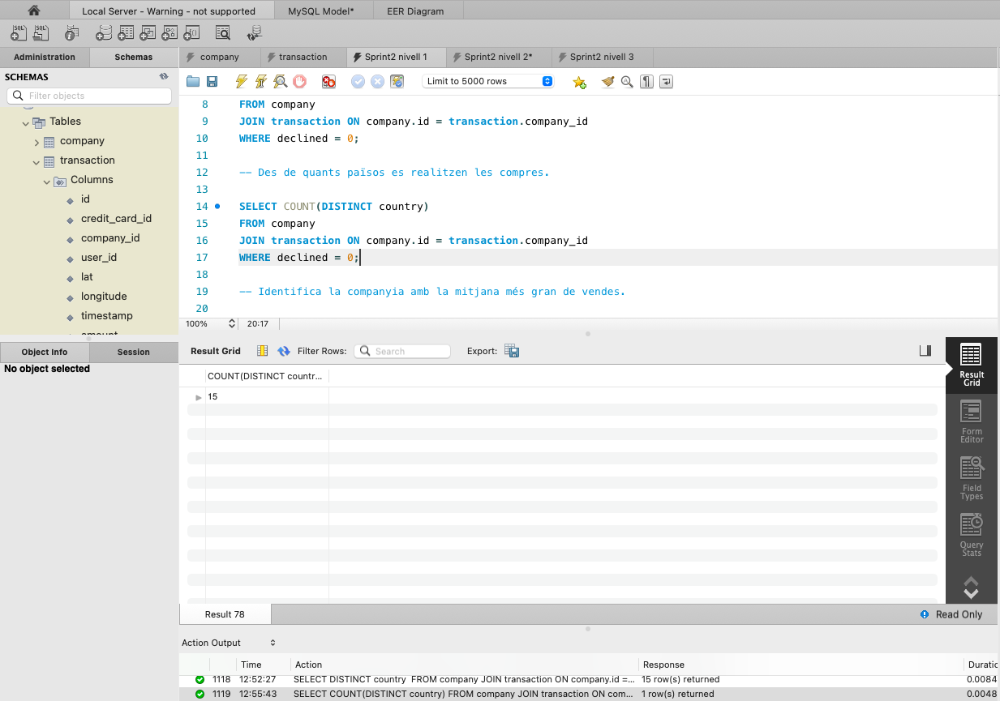 Local Server - Warning - not supported
MySQL Model*
EER Diagram
Administration
Schemas
company
transaction
Sprint2 nivell 1
Sprint2 nivell 2*
Sprint2 nivell 3
SCHEMAS
Filter objects
Limit to 5000 rows
Tables
company
transaction
Columns
id
credit_card_id
company_id
user_id
lat
longitude
timestamp
amount
8 FROM company
9 JOIN transaction ON company.id = transaction.company_id
10 WHERE declined = 0;
11
12 -- Des de quants països es realitzen les compres.
13
14 SELECT COUNT(DISTINCT country)
15 FROM company
16 JOIN transaction ON company.id = transaction.company_id
17 WHERE declined = 0;
18
19 -- Identifica la companyia amb la mitjana més gran de vendes.
20
100%
20:17
Object Info
Session
No object selected
Result Grid
Filter Rows:
Search
Export:
COUNT(DISTINCT countr...
15
Result Grid
Form Editor
Field Types
Query Stats
Result 78
Read Only
Action Output
Time Action Response Duratio
1118 12:52:27 SELECT DISTINCT country FROM company JOIN transaction ON company.id =... 15 row(s) returned 0.0084
1119 12:55:43 SELECT COUNT(DISTINCT country) FROM company JOIN transaction ON com... 1 row(s) returned 0.0048